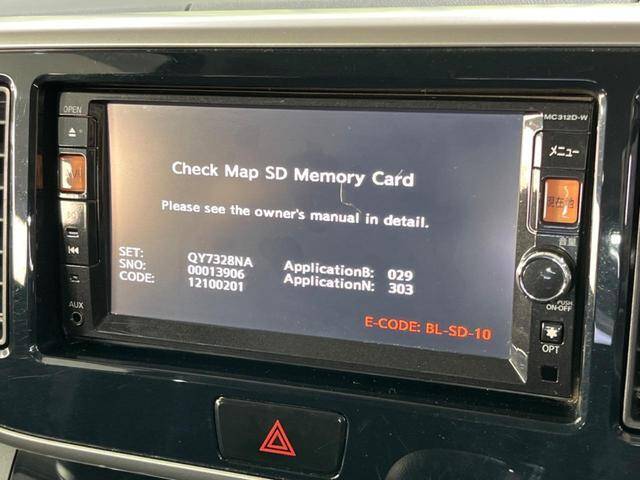 OPEN
MC312D-W
メニュー
現在地
Check Map SD Memory Card
Please see the owner's manual in detail.
SET: QY7328NA ApplicationB: 029
SNO: 00013906 ApplicationN: 303
CODE: 12100201
E-CODE: BL-SD-10
AUX
PUSH
ON-OFF
OPT